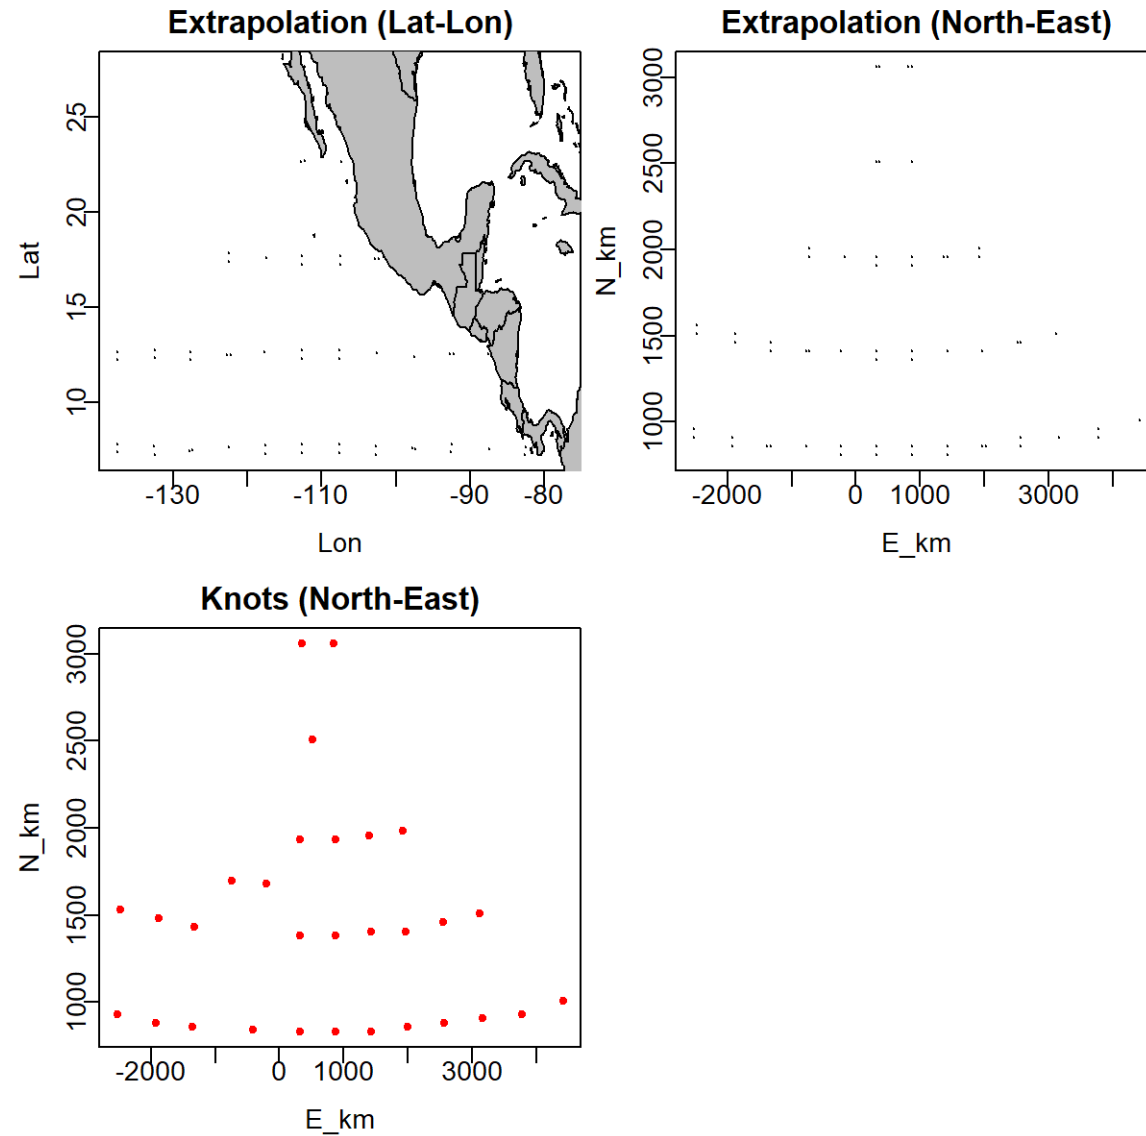 Extrapolation (Lat-Lon)
Lat
25
20
15
10
-130
-110
-90
-80
Lon
Extrapolation (North-East)
N_km
3000
2500
2000
1500
1000
-2000
0
1000
3000
E_km
Knots (North-East)
N_km
3000
2500
2000
1500
1000
-2000
0
1000
3000
E_km